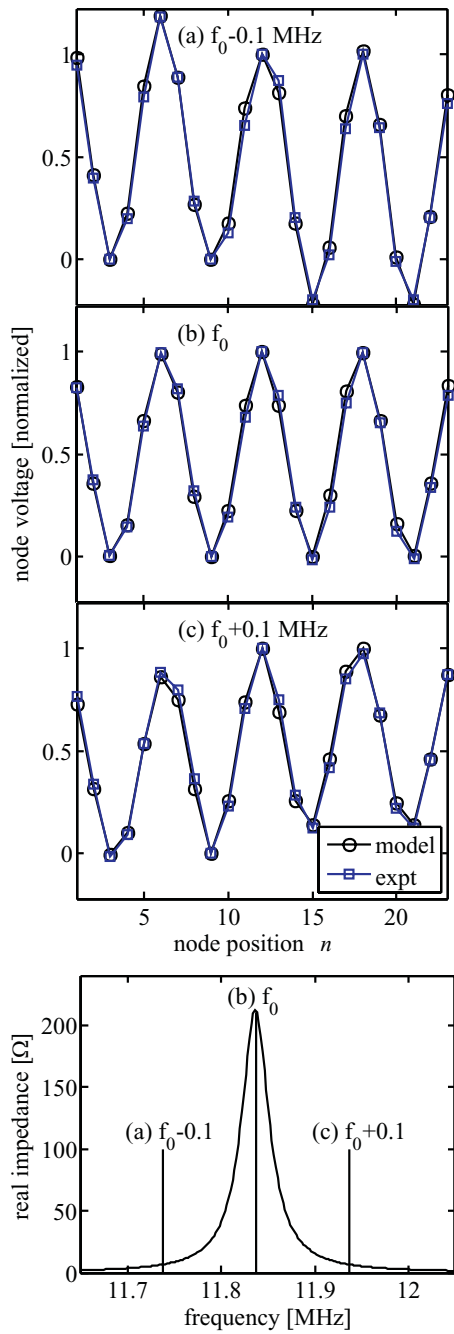 (a) f0-0.1 MHz
1
0.5
0
(b) f0
1
0.5
0
node voltage [normalized]
(c) f0+0.1 MHz
1
0.5
0
model
expt
5 10 15 20
node position n
(b) f0
200
150
(a) f0-0.1 (c) f0+0.1
100
50
0
real impedance [Ω]
11.7 11.8 11.9 12
frequency [MHz]